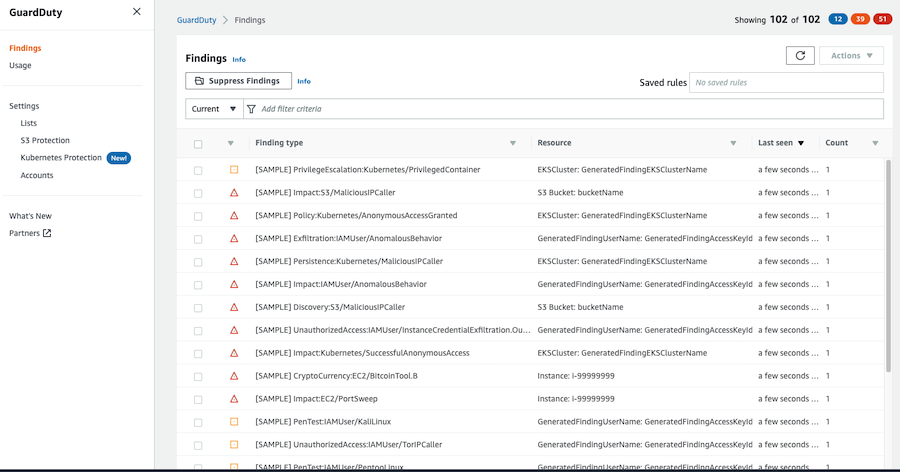 GuardDuty
Findings
Usage
Settings
Lists
S3 Protection
Kubernetes Protection New!
Accounts
What's New
Partners
GuardDuty > Findings
Showing 102 of 102 12 39 51
Findings Info
Actions
Suppress Findings Info
Saved rules No saved rules
Current Add filter criteria
Finding type Resource Last seen Count
[SAMPLE] PrivilegeEscalation:Kubernetes/PrivilegedContainer EKSCluster: GeneratedFindingEKSClusterName a few seconds ... 1
[SAMPLE] Impact:S3/MaliciousIPCaller S3 Bucket: bucketName a few seconds ... 1
[SAMPLE] Policy:Kubernetes/AnonymousAccessGranted EKSCluster: GeneratedFindingEKSClusterName a few seconds ... 1
[SAMPLE] Exfiltration:IAMUser/AnomalousBehavior GeneratedFindingUserName: GeneratedFindingAccessKeyId a few seconds ... 1
[SAMPLE] Persistence:Kubernetes/MaliciousIPCaller EKSCluster: GeneratedFindingEKSClusterName a few seconds ... 1
[SAMPLE] Impact:IAMUser/AnomalousBehavior GeneratedFindingUserName: GeneratedFindingAccessKeyId a few seconds ... 1
[SAMPLE] Discovery:S3/MaliciousIPCaller S3 Bucket: bucketName a few seconds ... 1
[SAMPLE] UnauthorizedAccess:IAMUser/InstanceCredentialExfiltration.Ou... GeneratedFindingUserName: GeneratedFindingAccessKeyId a few seconds ... 1
[SAMPLE] Impact:Kubernetes/SuccessfulAnonymousAccess EKSCluster: GeneratedFindingEKSClusterName a few seconds ... 1
[SAMPLE] CryptoCurrency:EC2/BitcoinTool.B Instance: i-99999999 a few seconds ... 1
[SAMPLE] Impact:EC2/PortSweep Instance: i-99999999 a few seconds ... 1
[SAMPLE] PenTest:IAMUser/KaliLinux GeneratedFindingUserName: GeneratedFindingAccessKeyId a few seconds ... 1
[SAMPLE] UnauthorizedAccess:IAMUser/TorIPCaller GeneratedFindingUserName: GeneratedFindingAccessKeyId a few seconds ... 1
[SAMPLE] PenTest:IAMUser/PentooLinux GeneratedFindingUserName: GeneratedFindingAccessKeyId a few seconds ... 1